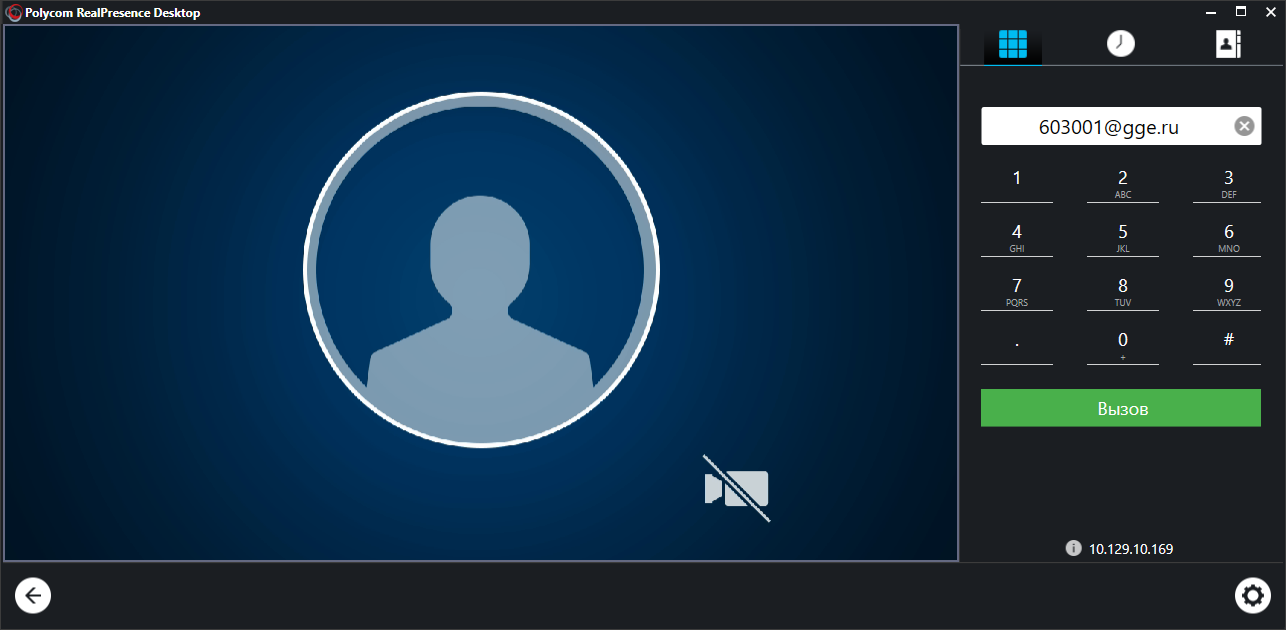 Polycom RealPresence Desktop
603001@gge.ru
1
2
ABC
3
DEF
4
GHI
5
JKL
6
MNO
7
PQRS
8
TUV
9
WXYZ
.
0
+
#
Вызов
10.129.10.169